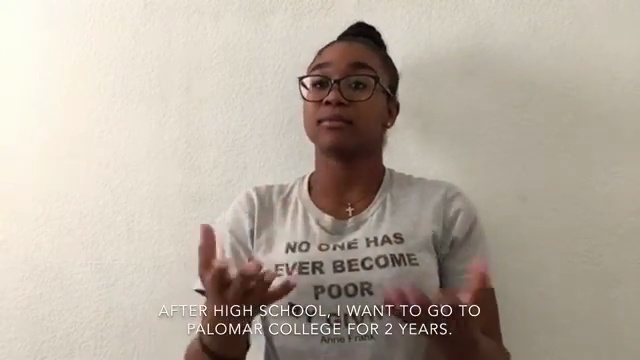 NO ONE HAS
EVER BECOME
POOR
Anne Frank
AFTER HIGH SCHOOL, I WANT TO GO TO
PALOMAR COLLEGE FOR 2 YEARS.